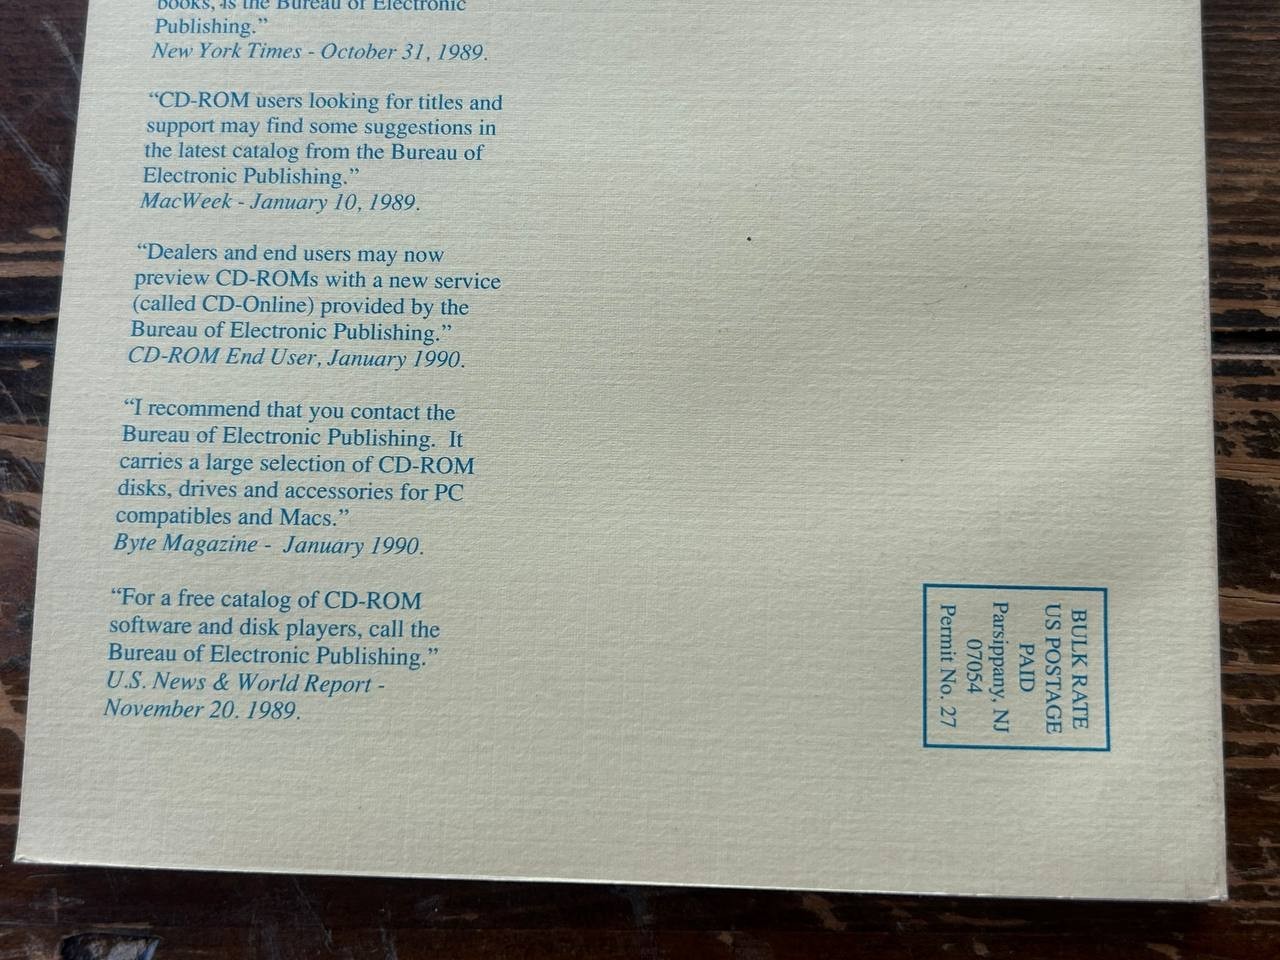 books, is the Bureau of Electronic
Publishing.”
New York Times - October 31, 1989.
“CD-ROM users looking for titles and
support may find some suggestions in
the latest catalog from the Bureau of
Electronic Publishing.”
MacWeek - January 10, 1989.
“Dealers and end users may now
preview CD-ROMs with a new service
(called CD-Online) provided by the
Bureau of Electronic Publishing.”
CD-ROM End User, January 1990.
“I recommend that you contact the
Bureau of Electronic Publishing.  It
carries a large selection of CD-ROM
disks, drives and accessories for PC
compatibles and Macs.”
Byte Magazine -  January 1990.
“For a free catalog of CD-ROM
software and disk players, call the
Bureau of Electronic Publishing.”
U.S. News & World Report -
November 20. 1989.
BULK RATE
US POSTAGE
PAID
Parsippany, NJ
07054
Permit No. 27